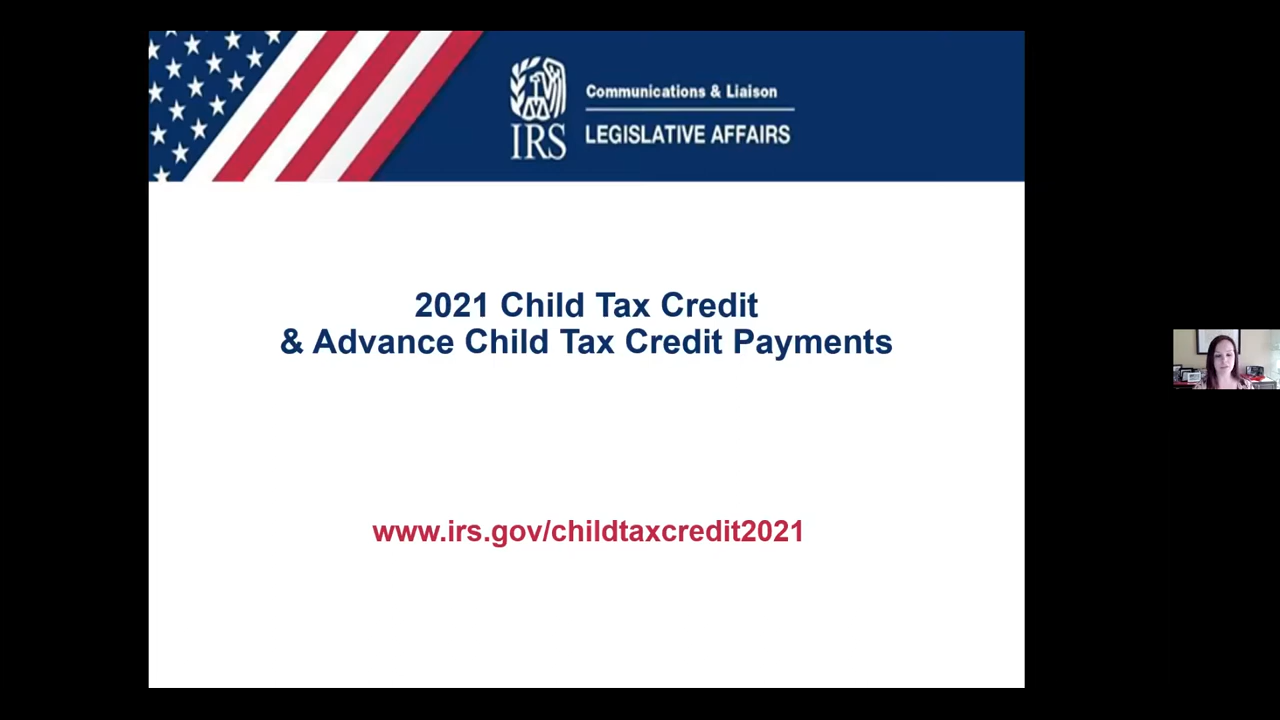 Communications & Liaison
IRS
LEGISLATIVE AFFAIRS
2021 Child Tax Credit
& Advance Child Tax Credit Payments
www.irs.gov/childtaxcredit2021